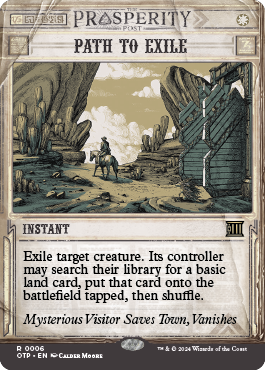 THE
PROSPERITY
POST
PATH TO EXILE
INSTANT
Exile target creature. Its controller
may search their library for a basic
land card, put that card onto the
battlefield tapped, then shuffle.
Mysterious Visitor Saves Town, Vanishes
R 0006
OTP • EN CALDER MOORE
™ & © 2024 Wizards of the Coast